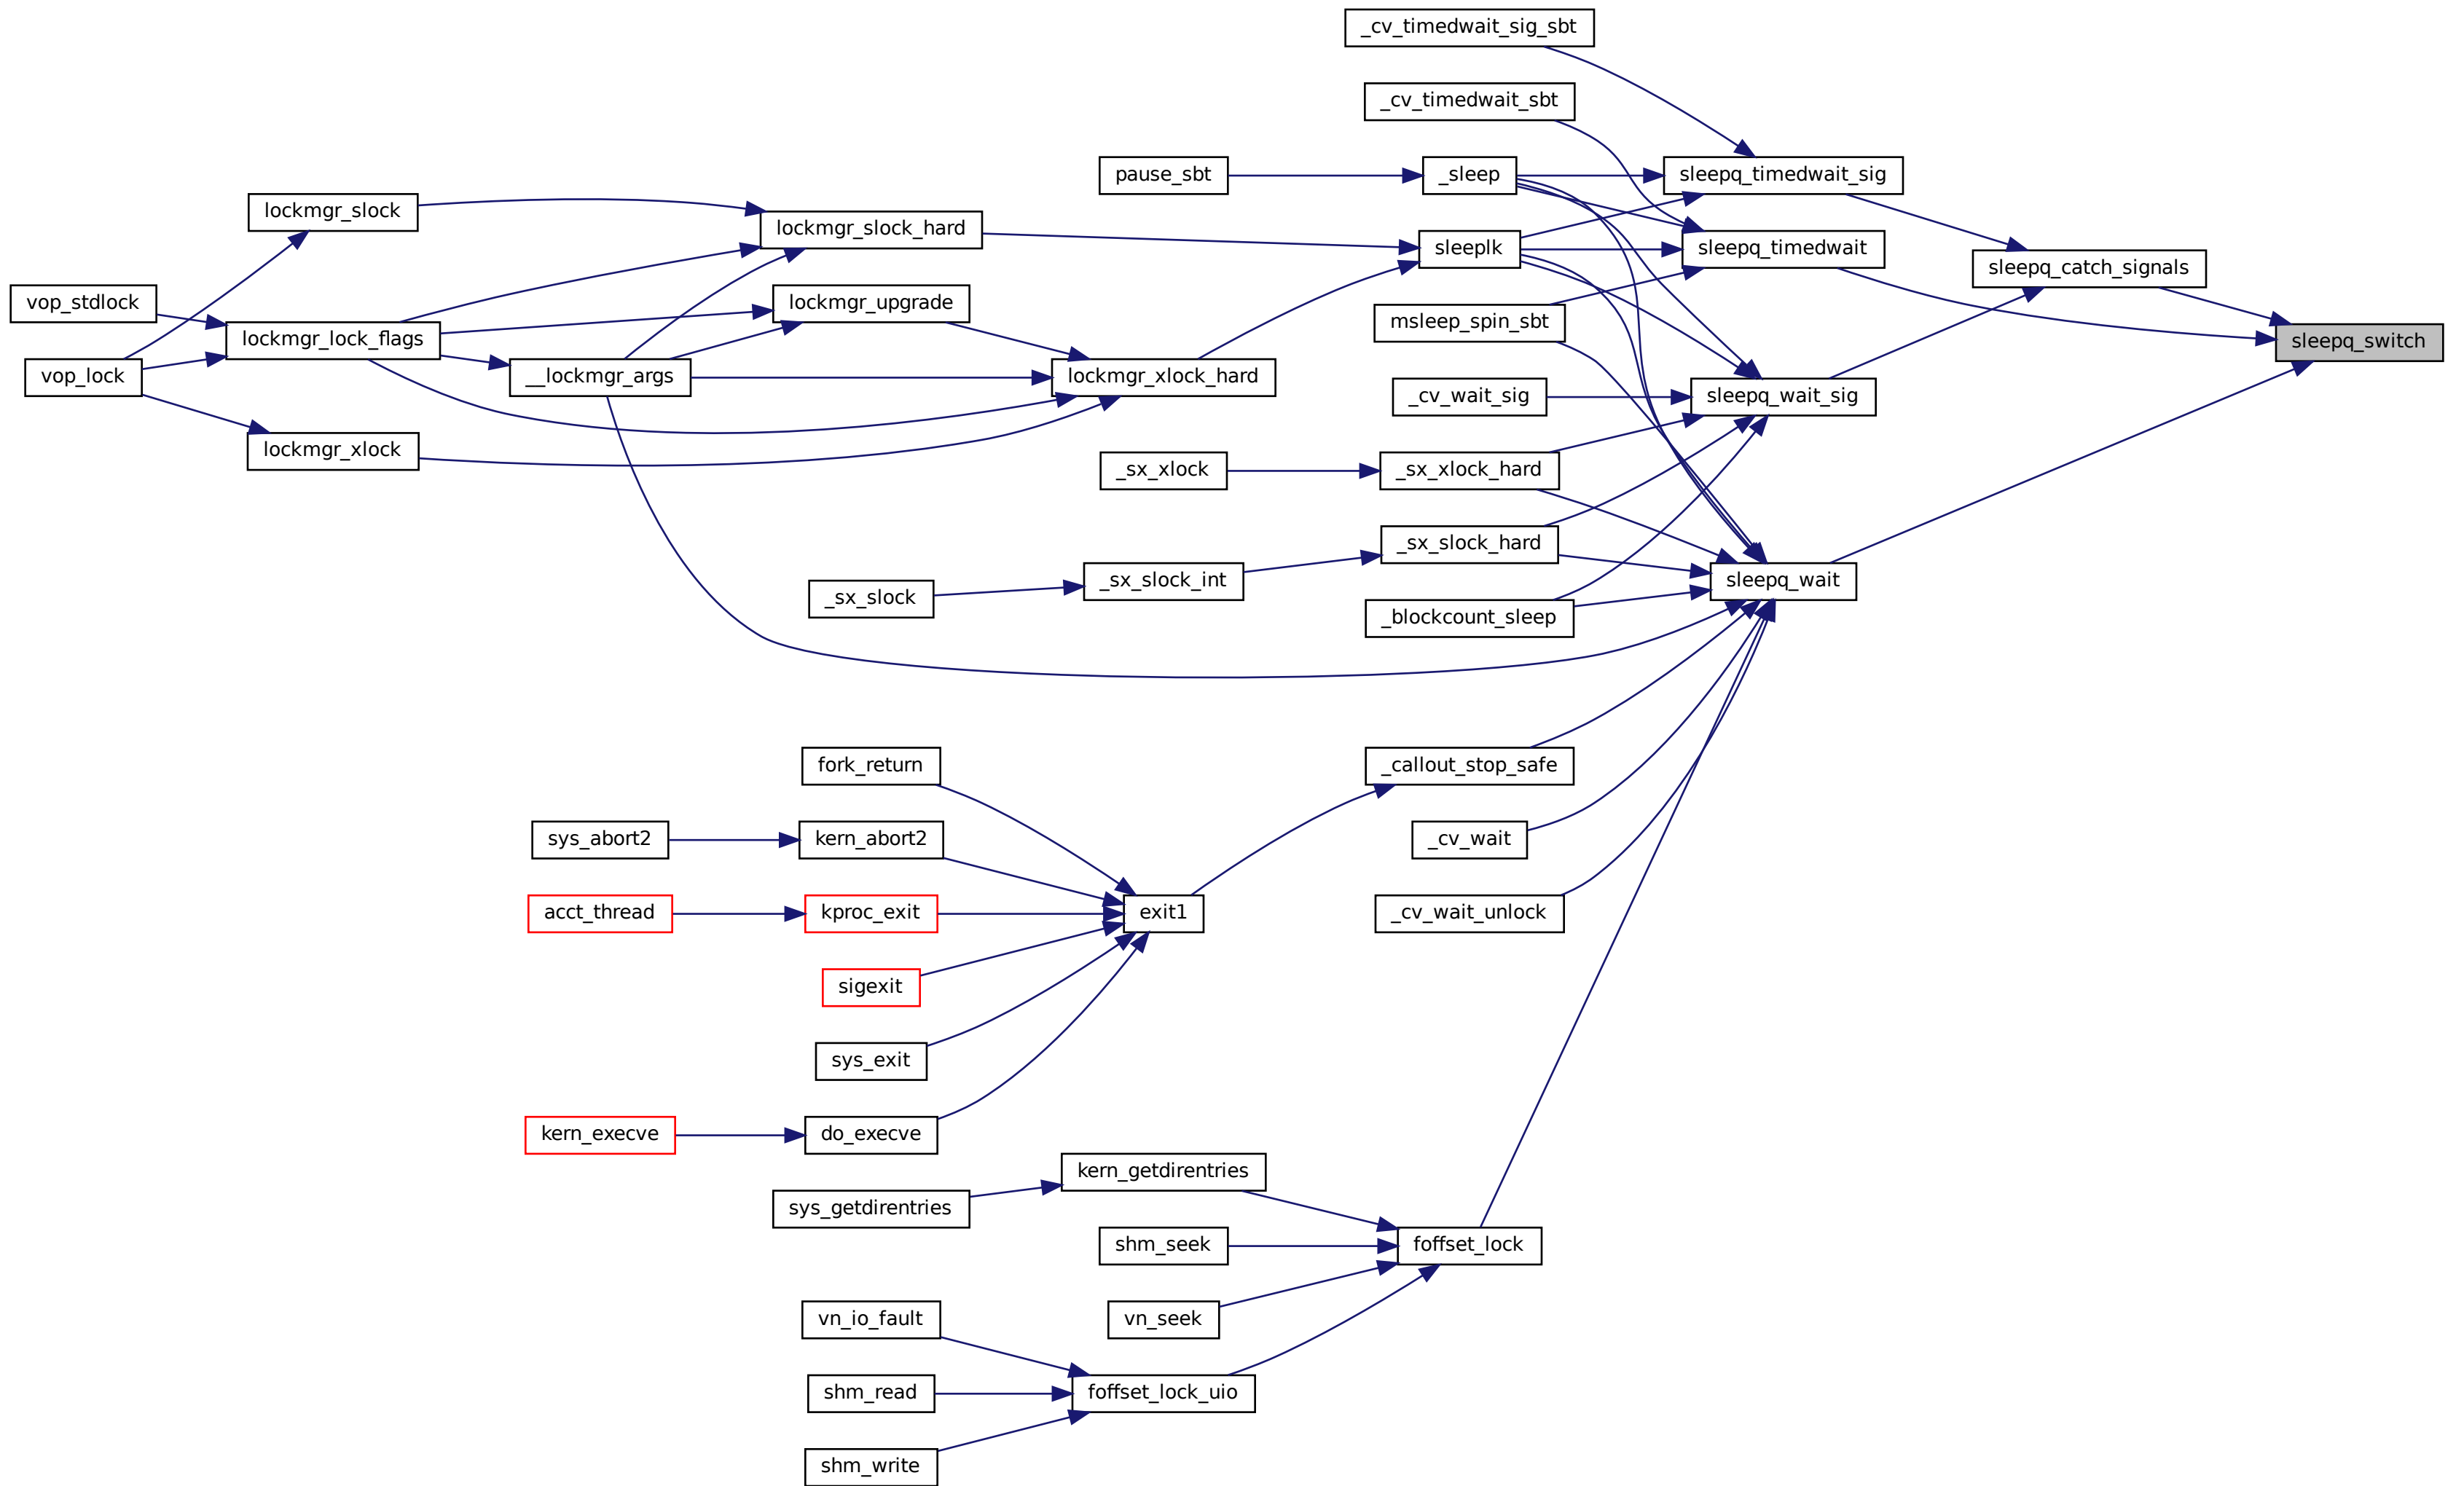 _cv_timedwait_sig_sbt
_cv_timedwait_sbt
pause_sbt
_sleep
sleepq_timedwait_sig
lockmgr_slock
lockmgr_slock_hard
sleeplk
sleepq_timedwait
sleepq_catch_signals
vop_stdlock
lockmgr_upgrade
msleep_spin_sbt
lockmgr_lock_flags
sleepq_switch
vop_lock
__lockmgr_args
lockmgr_xlock_hard
_cv_wait_sig
sleepq_wait_sig
lockmgr_xlock
_sx_xlock
_sx_xlock_hard
_sx_slock_hard
_sx_slock
_sx_slock_int
sleepq_wait
_blockcount_sleep
fork_return
_callout_stop_safe
sys_abort2
kern_abort2
_cv_wait
acct_thread
kproc_exit
exit1
_cv_wait_unlock
sigexit
sys_exit
kern_execve
do_execve
kern_getdirentries
sys_getdirentries
shm_seek
foffset_lock
vn_io_fault
vn_seek
shm_read
foffset_lock_uio
shm_write